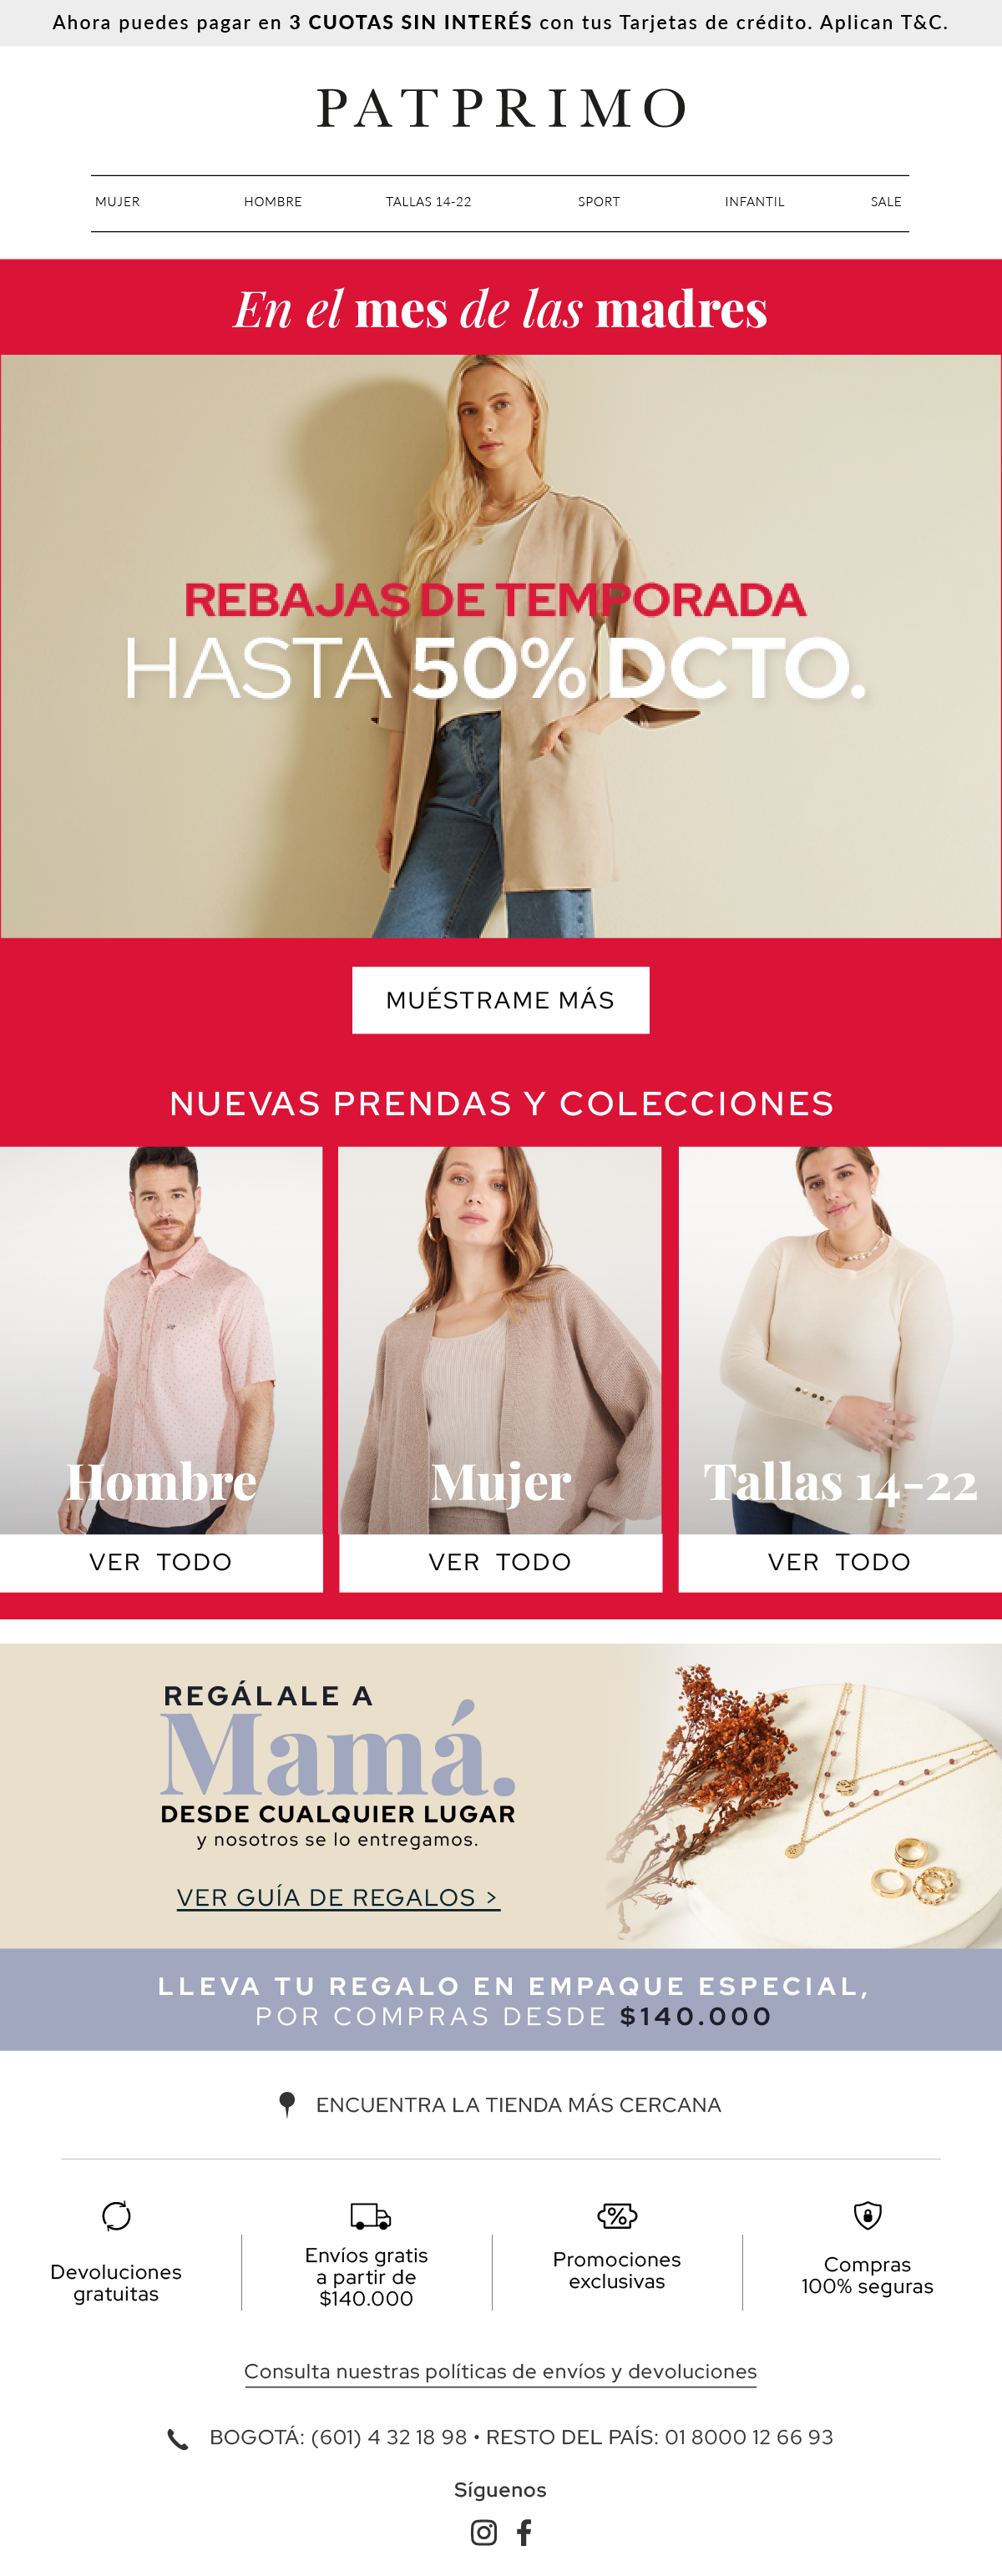 Ahora puedes pagar en 3 CUOTAS SIN INTERÉS con tus Tarjetas de crédito. Aplican T&C.
PATPRIMO
MUJER HOMBRE TALLAS 14-22 SPORT INFANTIL SALE
En el mes de las madres
REBAJAS DE TEMPORADA
HASTA 50% DCTO.
MUÉSTRAME MÁS
NUEVAS PRENDAS Y COLECCIONES
Hombre Mujer Tallas 14-22
VER TODO VER TODO VER TODO
REGÁLALE A
Mamá.
DESDE CUALQUIER LUGAR
y nosotros se lo entregamos.
VER GUÍA DE REGALOS >
LLEVA TU REGALO EN EMPAQUE ESPECIAL,
POR COMPRAS DESDE $140.000
ENCUENTRA LA TIENDA MÁS CERCANA
Devoluciones
gratuitas
Envíos gratis
a partir de
$140.000
Promociones
exclusivas
Compras
100% seguras
Consulta nuestras políticas de envíos y devoluciones
BOGOTÁ: (601) 4 32 18 98 • RESTO DEL PAÍS: 01 8000 12 66 93
Síguenos